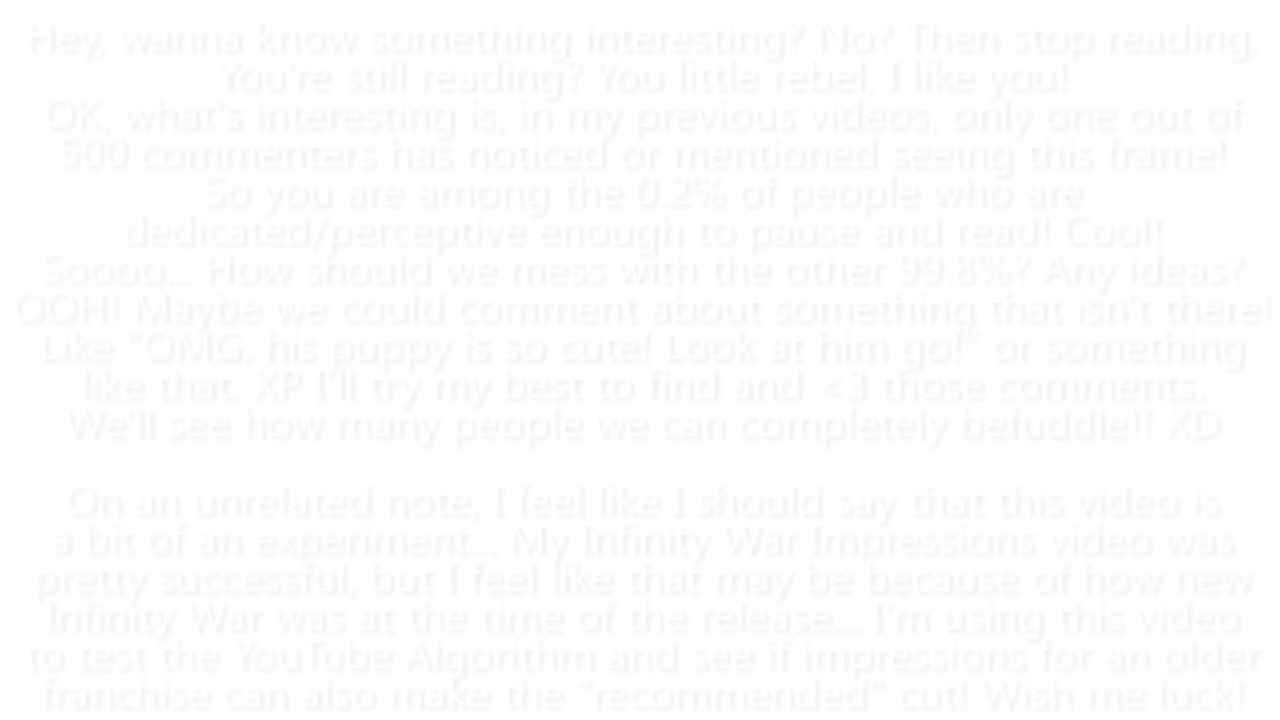 Hey, wanna know something interesting? No? Then stop reading.
You're still reading? You little rebel, I like you!
OK, what's interesting is, in my previous videos, only one out of
500 commenters has noticed or mentioned seeing this frame!
So you are among the 0.2% of people who are
dedicated/perceptive enough to pause and read! Cool!
Soooo... How should we mess with the other 99.8%? Any ideas?
OOH! Maybe we could comment about something that isn't there!
Like "OMG, his puppy is so cute! Look at him go!" or something
like that. XP I'll try my best to find and <3 those comments.
We'll see how many people we can completely befuddle!! XD
On an unrelated note, I feel like I should say that this video is
a bit of an experiment... My Infinity War Impressions video was
pretty successful, but I feel like that may be because of how new
Infinity War was at the time of the release... I'm using this video
to test the YouTube Algorithm and see if impressions for an older
franchise can also make the "recommended" cut! Wish me luck!